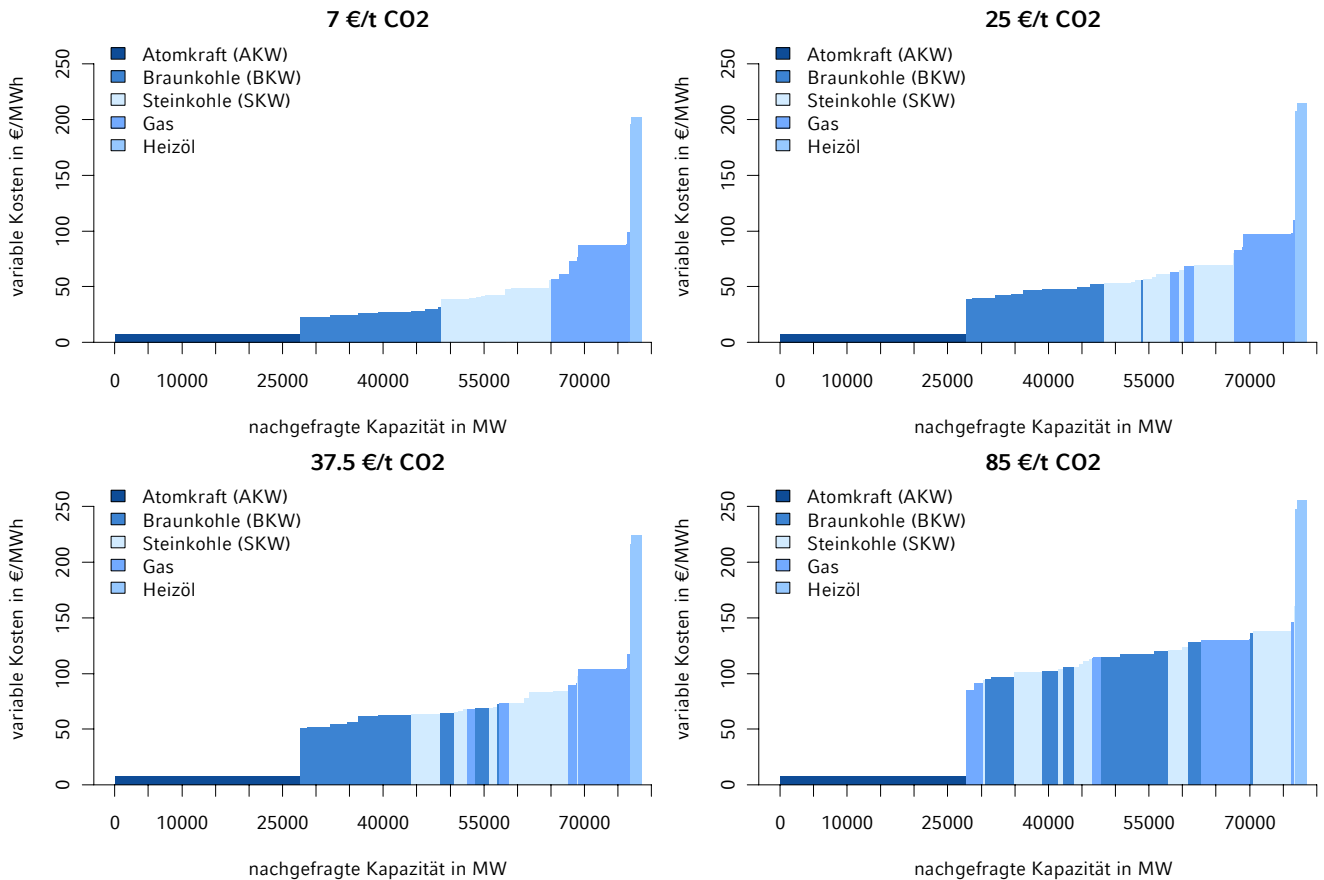 7 €/t CO2
variable Kosten in €/MWh
250
200
150
100
50
0
Atomkraft (AKW)
Braunkohle (BKW)
Steinkohle (SKW)
Gas
Heizöl
0 10000 25000 40000 55000 70000
nachgefragte Kapazität in MW
25 €/t CO2
variable Kosten in €/MWh
250
200
150
100
50
0
Atomkraft (AKW)
Braunkohle (BKW)
Steinkohle (SKW)
Gas
Heizöl
0 10000 25000 40000 55000 70000
nachgefragte Kapazität in MW
37.5 €/t CO2
variable Kosten in €/MWh
250
200
150
100
50
0
Atomkraft (AKW)
Braunkohle (BKW)
Steinkohle (SKW)
Gas
Heizöl
0 10000 25000 40000 55000 70000
nachgefragte Kapazität in MW
85 €/t CO2
variable Kosten in €/MWh
250
200
150
100
50
0
Atomkraft (AKW)
Braunkohle (BKW)
Steinkohle (SKW)
Gas
Heizöl
0 10000 25000 40000 55000 70000
nachgefragte Kapazität in MW